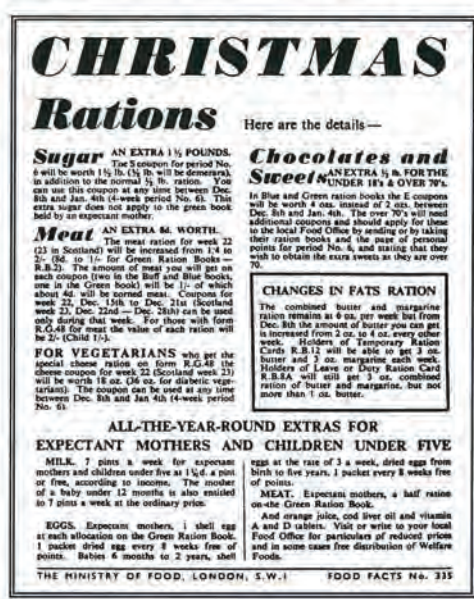 CHRISTMAS
Rations
Here are the details—
Sugar AN EXTRA 1½ POUNDS.
The S coupon for period No.
6 will be worth 1½ lb. (½ lb. will be demerara),
in addition to the normal ½ lb. ration. You
can use this coupon at any time between Dec.
8th and Jan. 4th (4-week period No. 6). This
extra sugar does not apply to the green book
held by an expectant mother.
Meat AN EXTRA 8d. WORTH.
The meat ration for week 22
(23 in Scotland) will be increased from 1/4 to
2/- (8d. to 1/- for Green Ration Books —
R.B.2). The amount of meat you will get on
each coupon (two in the Buff and Blue books,
one in the Green book) will be 1/- of which
about 4d. will be corned meat. Coupons for
week 22, Dec. 15th to Dec. 21st (Scotland
week 23, Dec. 22nd — Dec. 28th) can be used
only during that week. For those with form
R.G.48 for meat the value of each ration will
be 2/- (Child 1/-).
FOR VEGETARIANS who get the
special cheese ration on form R.G.48 the
cheese coupon for week 22 (Scotland week 23)
will be worth 18 oz. (36 oz. for diabetic vege-
tarians). The coupon can be used at any time
between Dec. 8th and Jan 4th (4-week period
No. 6).
Chocolates and
Sweets AN EXTRA ½ lb. FOR THE
UNDER 18's & OVER 70's.
In Blue and Green ration books the E coupons
will be worth 4 ozs. instead of 2 ozs. between
Dec. 8th and Jan. 4th. The over 70's will need
additional coupons and should apply for these
to the local Food Office by sending or by taking
their ration books and the page of personal
points for period No. 6, and stating that they
wish to obtain the extra sweets as they are over
70.
CHANGES IN FATS RATION
The combined butter and margarine
ration remains at 6 oz. per week but from
Dec. 8th the amount of butter you can get
is increased from 2 oz. to 4 oz. every other
week. Holders of Temporary Ration
Cards R.B.12 will be able to get 3 oz.
butter and 3 oz. margarine each week.
Holders of Leave or Duty Ration Card
R.B.8A will still get 3 oz. combined
ration of butter and margarine, but not
more than 1 oz. butter.
ALL-THE-YEAR-ROUND EXTRAS FOR
EXPECTANT MOTHERS AND CHILDREN UNDER FIVE
MILK. 7 pints a week for expectant
mothers and children under five at 1½d. a pint
or free, according to income. The mother
of a baby under 12 months is also entitled
to 7 pints a week at the ordinary price.
EGGS. Expectant mothers, 1 shell egg
at each allocation on the Green Ration Book.
1 packet dried egg every 8 weeks free of
points. Babies 6 months to 2 years, shell
eggs at the rate of 3 a week, dried eggs from
birth to five years, 1 packet every 8 weeks free
of points.
MEAT. Expectant mothers, a half ration
on the Green Ration Book.
And orange juice, cod liver oil and vitamin
A and D tablets. Visit or write to your local
Food Office for particulars of reduced prices
and in some cases free distribution of Welfare
Foods.
THE MINISTRY OF FOOD, LONDON, S.W.1 FOOD FACTS No. 335